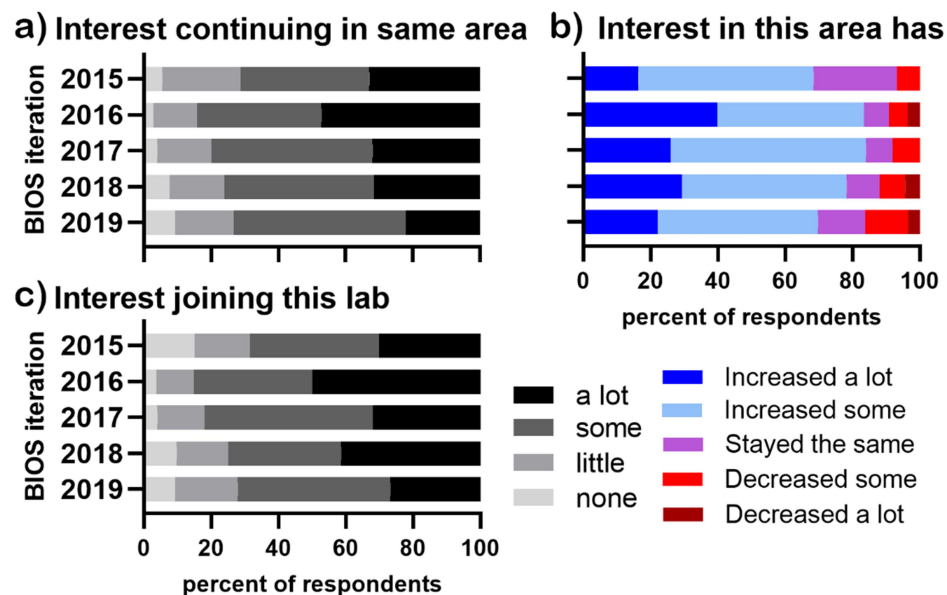 a) Interest continuing in same area
BIOS iteration
2015
2016
2017
2018
2019
b) Interest in this area has
0 20 40 60 80 100
percent of respondents
c) Interest joining this lab
BIOS iteration
2015
2016
2017
2018
2019
0 20 40 60 80 100
percent of respondents
a lot
some
little
none
Increased a lot
Increased some
Stayed the same
Decreased some
Decreased a lot